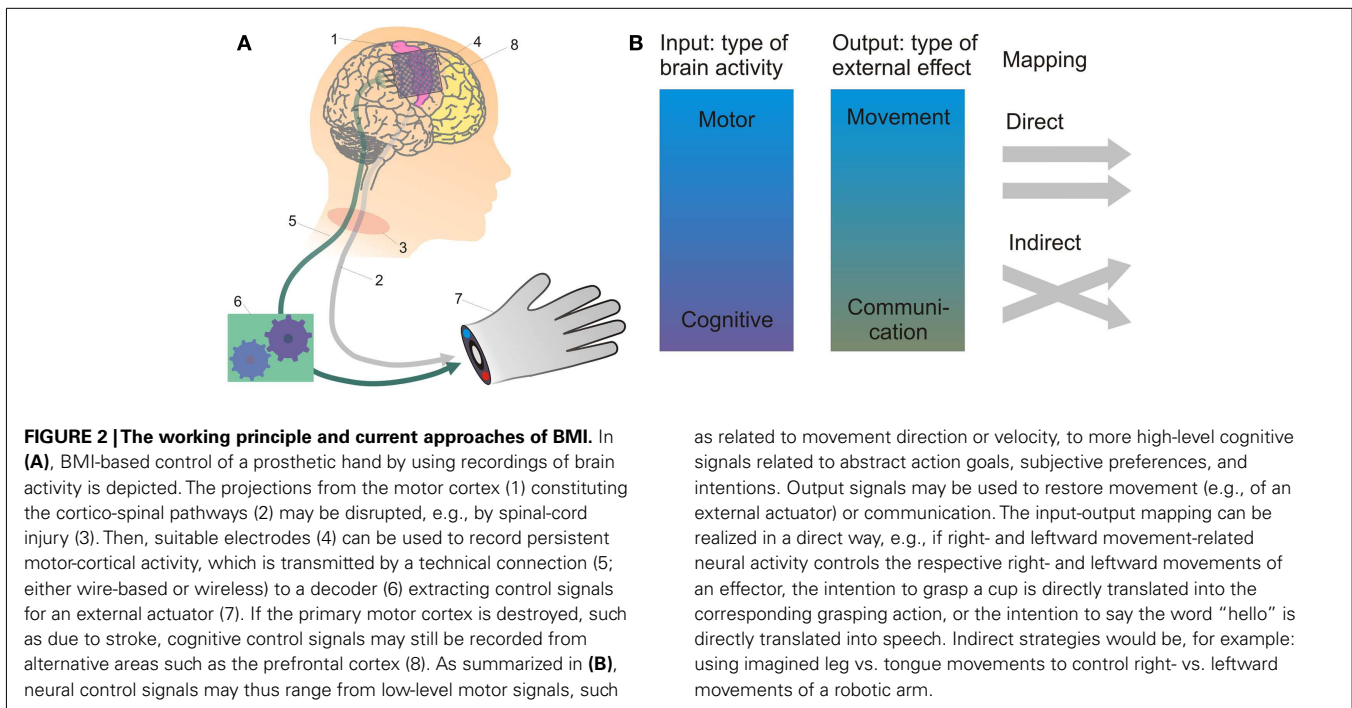 A
1
4
8
5
3
2
6
7
B
Input: type of
brain activity
Motor
Cognitive
Output: type of
external effect
Movement
Communi-
cation
Mapping
Direct
Indirect
FIGURE 2 | The working principle and current approaches of BMI. In
(A), BMI-based control of a prosthetic hand by using recordings of brain
activity is depicted. The projections from the motor cortex (1) constituting
the cortico-spinal pathways (2) may be disrupted, e.g., by spinal-cord
injury (3). Then, suitable electrodes (4) can be used to record persistent
motor-cortical activity, which is transmitted by a technical connection (5;
either wire-based or wireless) to a decoder (6) extracting control signals
for an external actuator (7). If the primary motor cortex is destroyed, such
as due to stroke, cognitive control signals may still be recorded from
alternative areas such as the prefrontal cortex (8). As summarized in (B),
neural control signals may thus range from low-level motor signals, such
as related to movement direction or velocity, to more high-level cognitive
signals related to abstract action goals, subjective preferences, and
intentions. Output signals may be used to restore movement (e.g., of an
external actuator) or communication. The input-output mapping can be
realized in a direct way, e.g., if right- and leftward movement-related
neural activity controls the respective right- and leftward movements of
an effector, the intention to grasp a cup is directly translated into the
corresponding grasping action, or the intention to say the word “hello” is
directly translated into speech. Indirect strategies would be, for example:
using imagined leg vs. tongue movements to control right- vs. leftward
movements of a robotic arm.